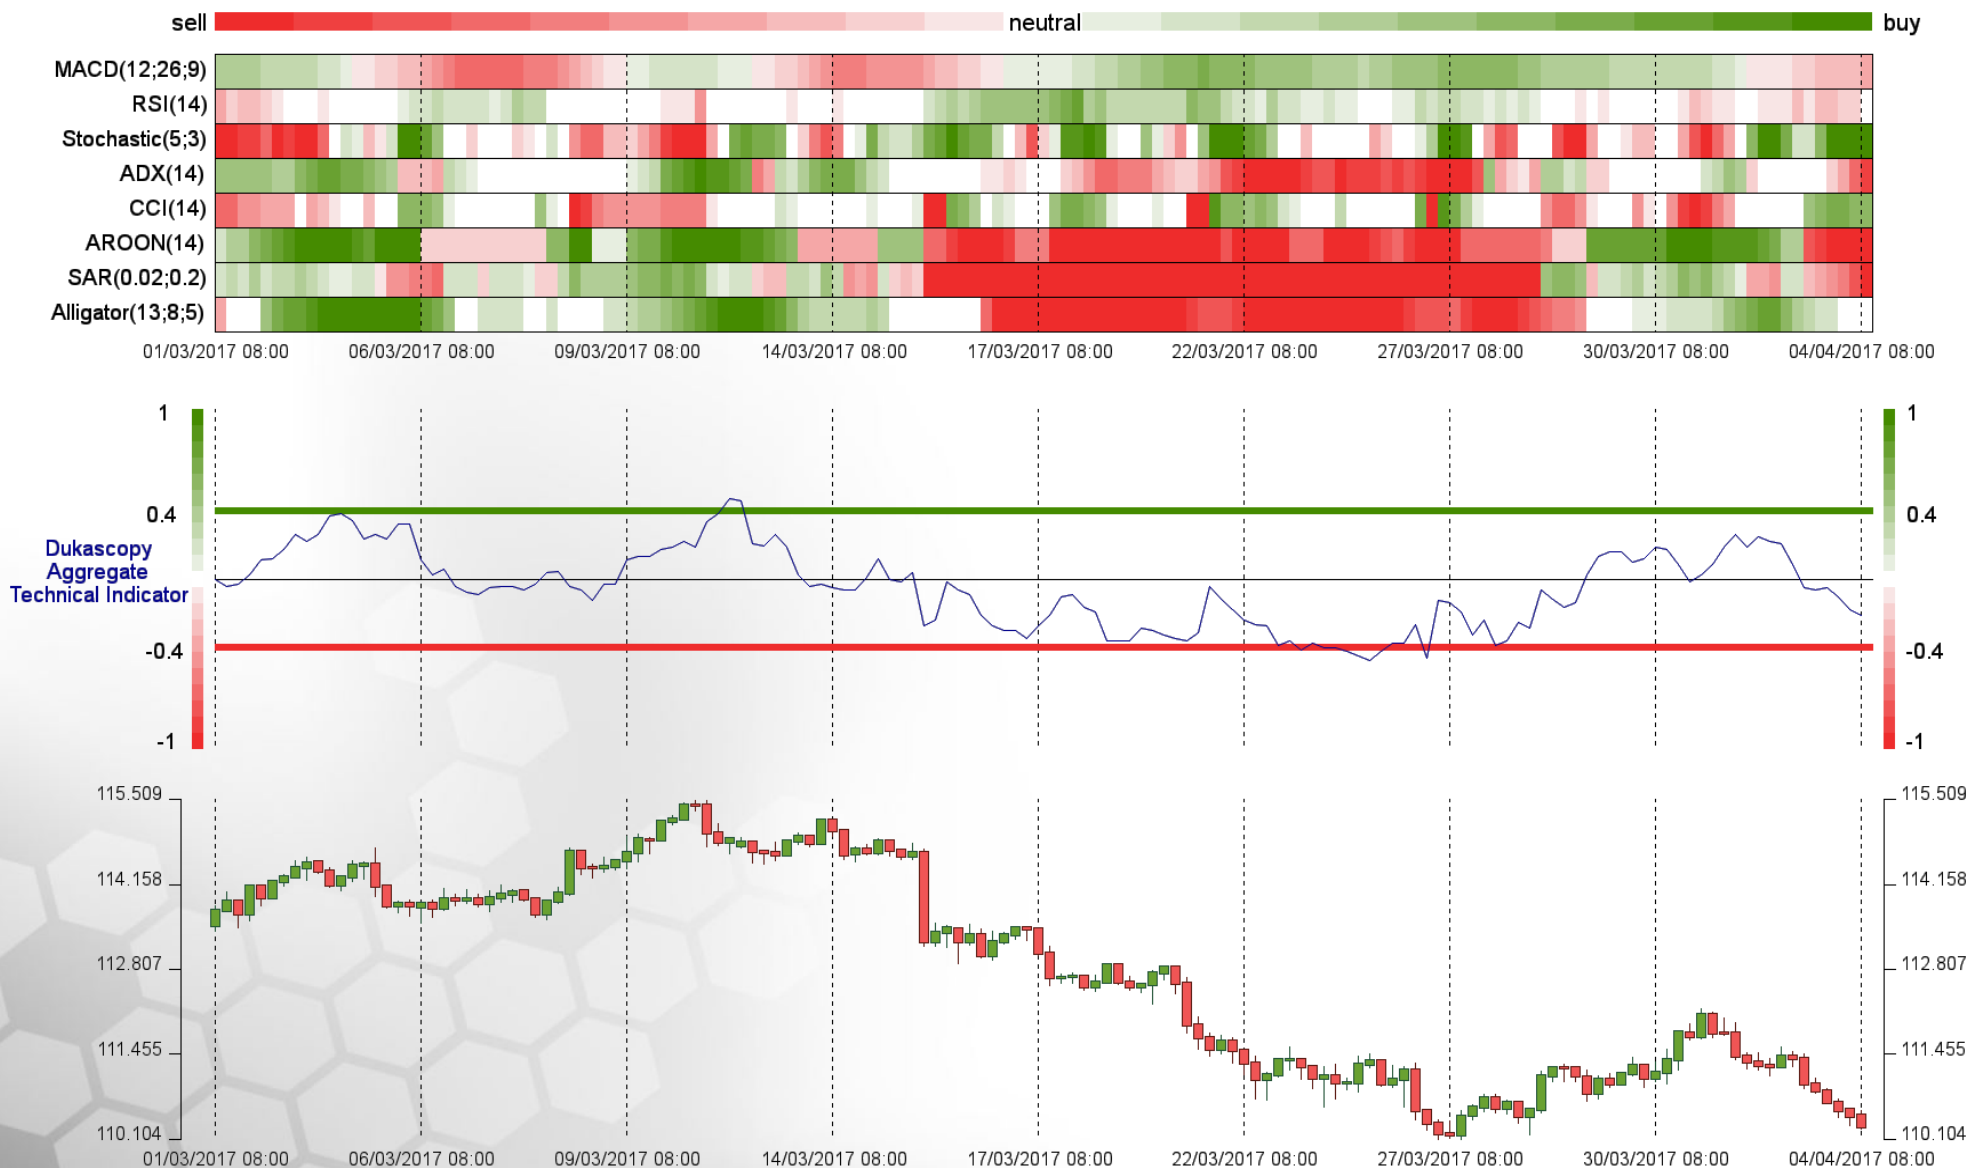 sell neutral buy
MACD(12;26;9)
RSI(14)
Stochastic(5;3)
ADX(14)
CCI(14)
AROON(14)
SAR(0.02;0.2)
Alligator(13;8;5)
01/03/2017 08:00 06/03/2017 08:00 09/03/2017 08:00 14/03/2017 08:00 17/03/2017 08:00 22/03/2017 08:00 27/03/2017 08:00 30/03/2017 08:00 04/04/2017 08:00
1 1
0.4 0.4
Dukascopy
Aggregate
Technical Indicator
-0.4 -0.4
-1 -1
115.509 115.509
114.158 114.158
112.807 112.807
111.455 111.455
110.104 110.104
01/03/2017 08:00 06/03/2017 08:00 09/03/2017 08:00 14/03/2017 08:00 17/03/2017 08:00 22/03/2017 08:00 27/03/2017 08:00 30/03/2017 08:00 04/04/2017 08:00